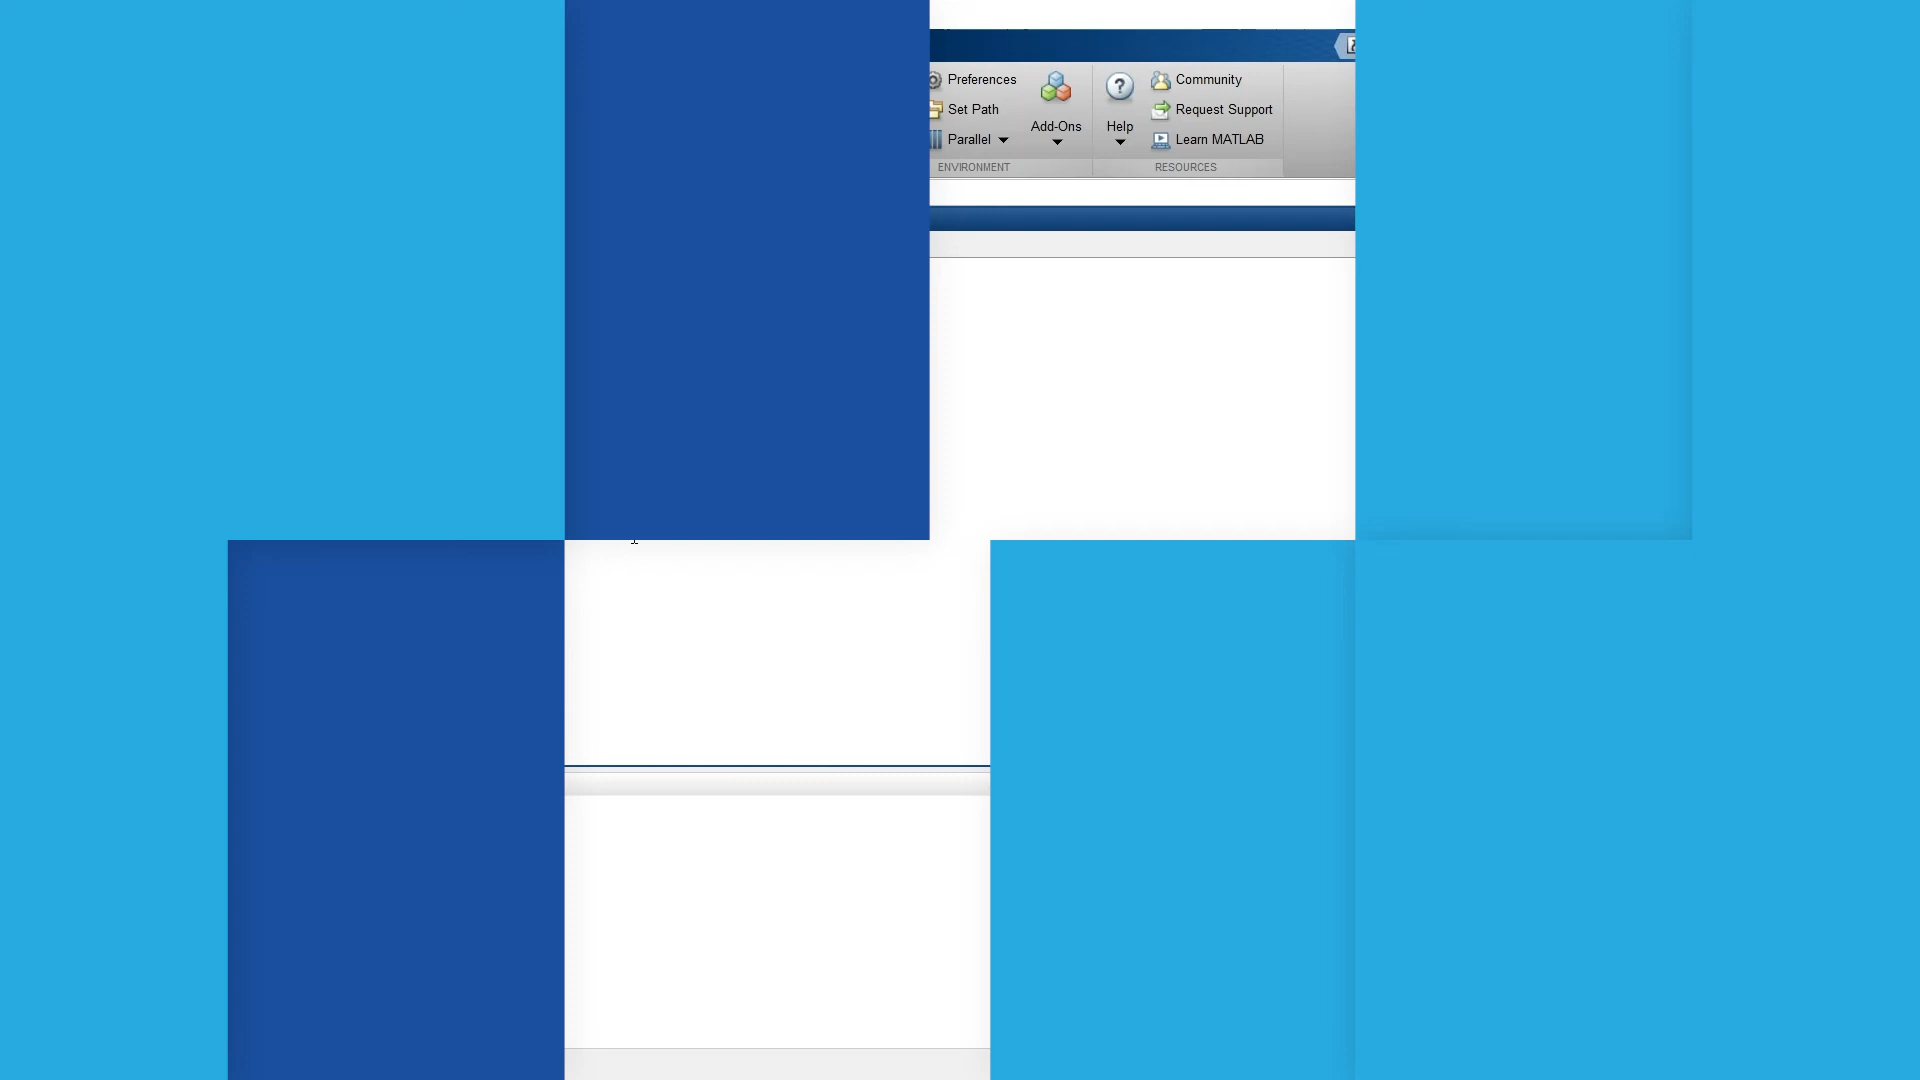 Preferences
Set Path
Parallel
ENVIRONMENT
Add-Ons
Help
Community
Request Support
Learn MATLAB
RESOURCES